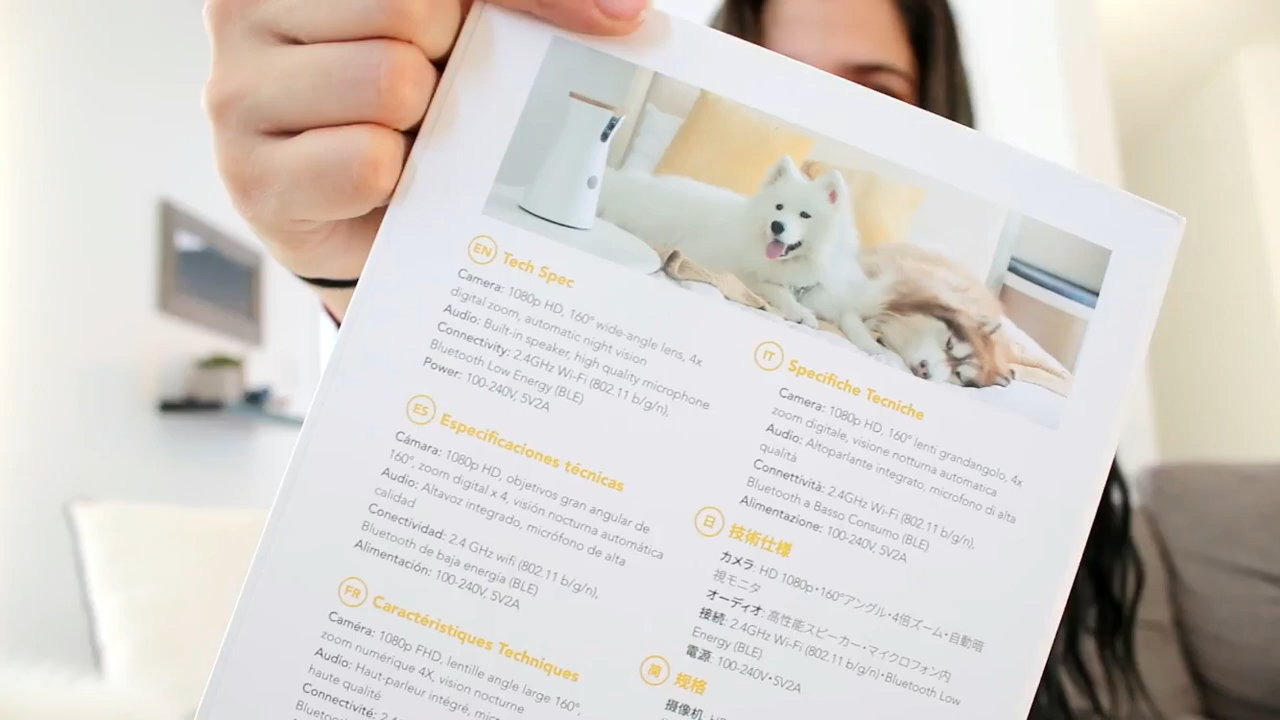 EN Tech Spec
Camera: 1080p HD, 160° wide-angle lens, 4x
digital zoom, automatic night vision
Audio: Built-in speaker, high quality microphone
Connectivity: 2.4GHz Wi-Fi (802.11 b/g/n),
Bluetooth Low Energy (BLE)
Power: 100-240V, 5V2A
ES Especificaciones técnicas
Cámara: 1080p HD, objetivos gran angular de
160°, zoom digital x 4, visión nocturna automática
Audio: Altavoz integrado, micrófono de alta
calidad
Conectividad: 2.4 GHz wifi (802.11 b/g/n),
Bluetooth de baja energía (BLE)
Alimentación: 100-240V, 5V2A
FR Caractéristiques Techniques
Caméra: 1080p FHD, lentille angle large 160°,
zoom numérique 4X, vision nocturne
Audio: Haut-parleur intégré,
haute qualité
Connectivité: 2.4
IT Specifiche Tecniche
Camera: 1080p HD, 160° lenti grandangolo, 4x
zoom digitale, visione notturna automatica
Audio: Altoparlante integrato, microfono di alta
qualità
Connettività: 2.4GHz Wi-Fi (802.11 b/g/n),
Bluetooth a Basso Consumo (BLE)
Alimentazione: 100-240V, 5V2A
日 技術仕様
カメラ: HD 1080p•160°アングル•4倍ズーム•自動暗
視モニタ
オーディオ: 高性能スピーカー・マイクロフォン内
接続: 2.4GHz Wi-Fi (802.11 b/g/n)•Bluetooth Low
Energy (BLE)
電源: 100-240V•5V2A
简 规格
摄像机: